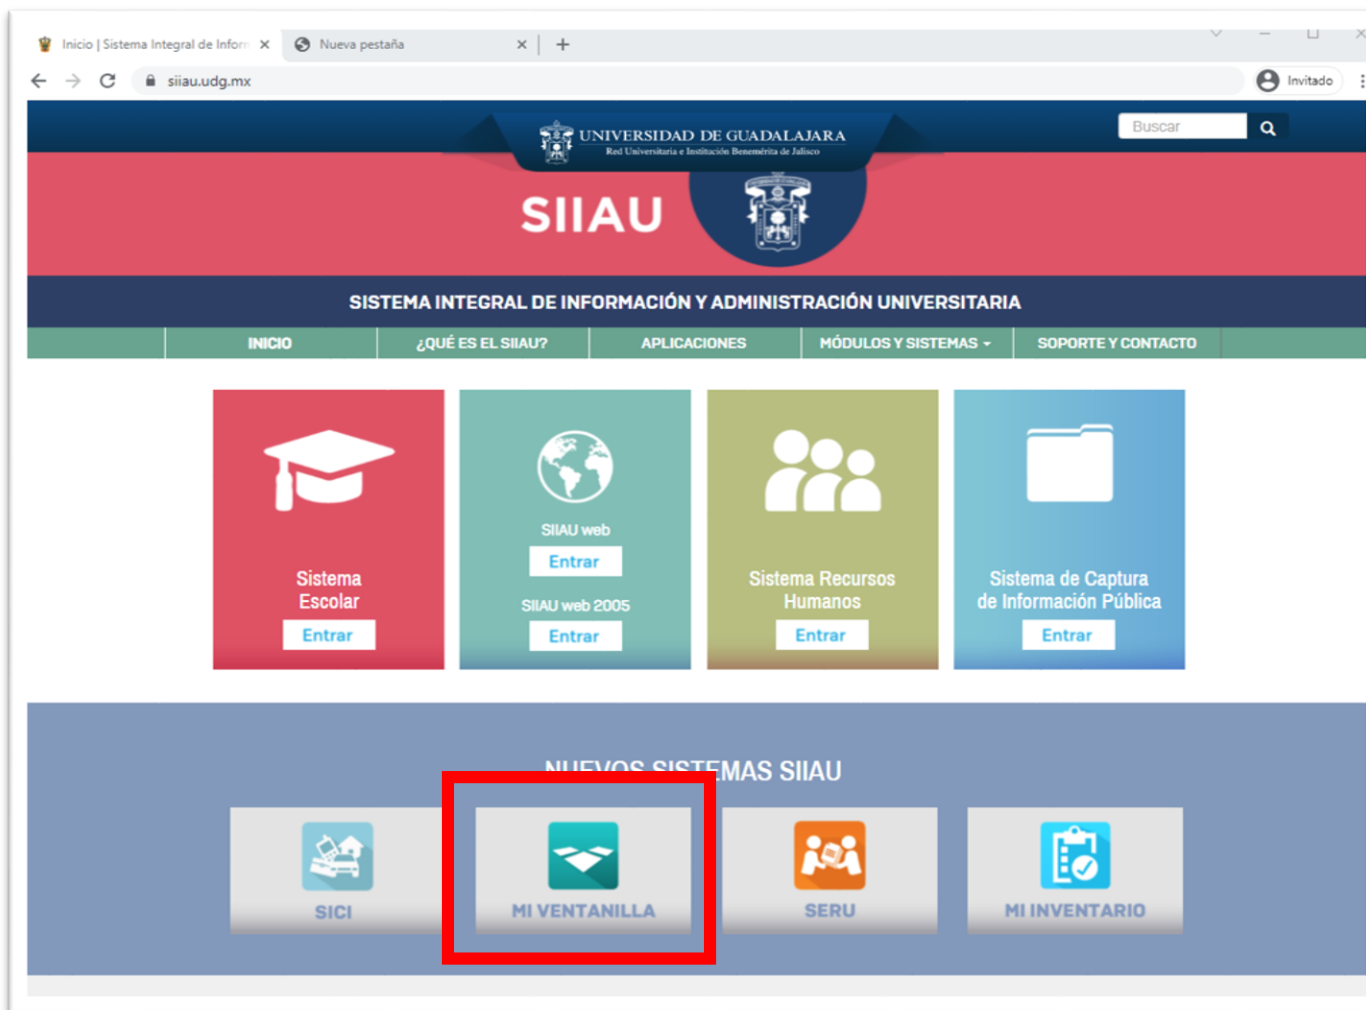 Inicio | Sistema Integral de Inform
Nueva pestaña
siiau.udg.mx
Invitado
UNIVERSIDAD DE GUADALAJARA
Red Universitaria e Institución Benemérita de Jalisco
Buscar
SIIAU
SISTEMA INTEGRAL DE INFORMACIÓN Y ADMINISTRACIÓN UNIVERSITARIA
INICIO
¿QUÉ ES EL SIIAU?
APLICACIONES
MÓDULOS Y SISTEMAS
SOPORTE Y CONTACTO
Sistema
Escolar
Entrar
SIIAU web
Entrar
SIIAU web 2005
Entrar
Sistema Recursos
Humanos
Entrar
Sistema de Captura
de Información Pública
Entrar
NUEVOS SISTEMAS SIIAU
SICI
MI VENTANILLA
SERU
MI INVENTARIO